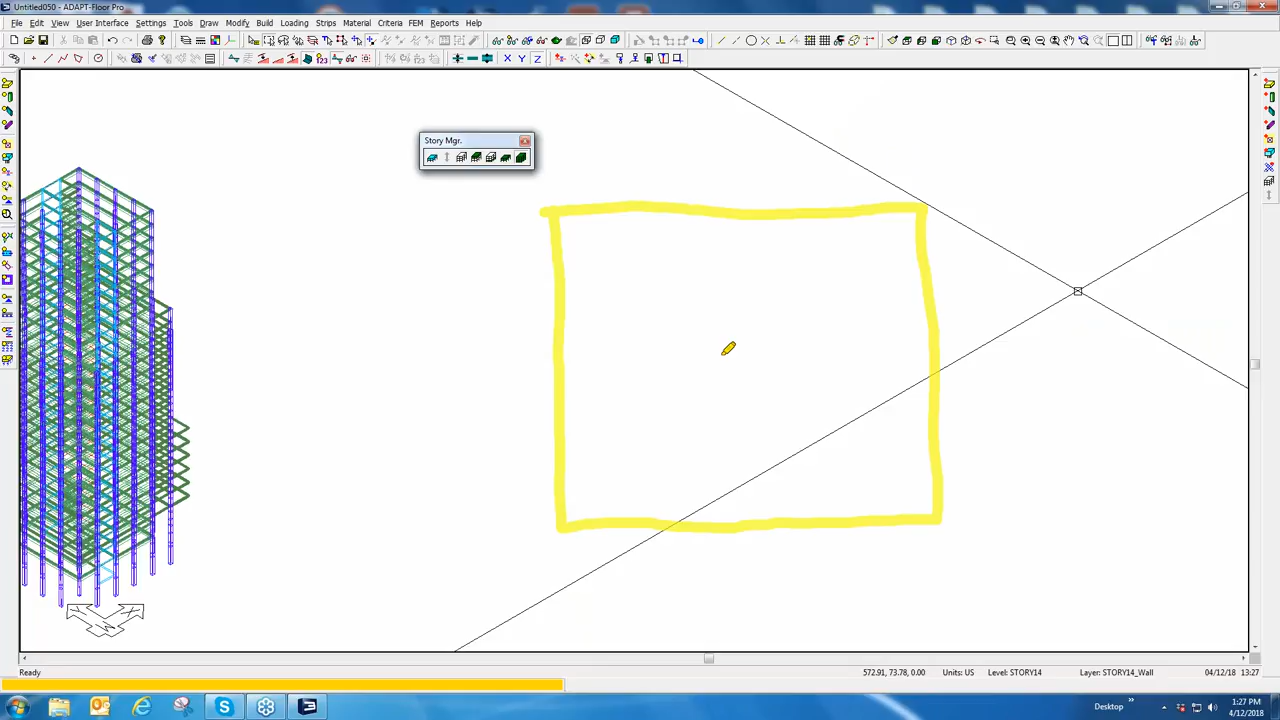 Untitled050 - ADAPT-Floor Pro
File Edit View User Interface Settings Tools Draw Modify Build Loading Strips Material Criteria FEM Reports Help
Story Mgr.
Ready
572.91, 73.78, 0.00 Units: US Level: STORY14 Layer: STORY14_Wall 04/12/18 13:27
Desktop
1:27 PM
4/12/2018